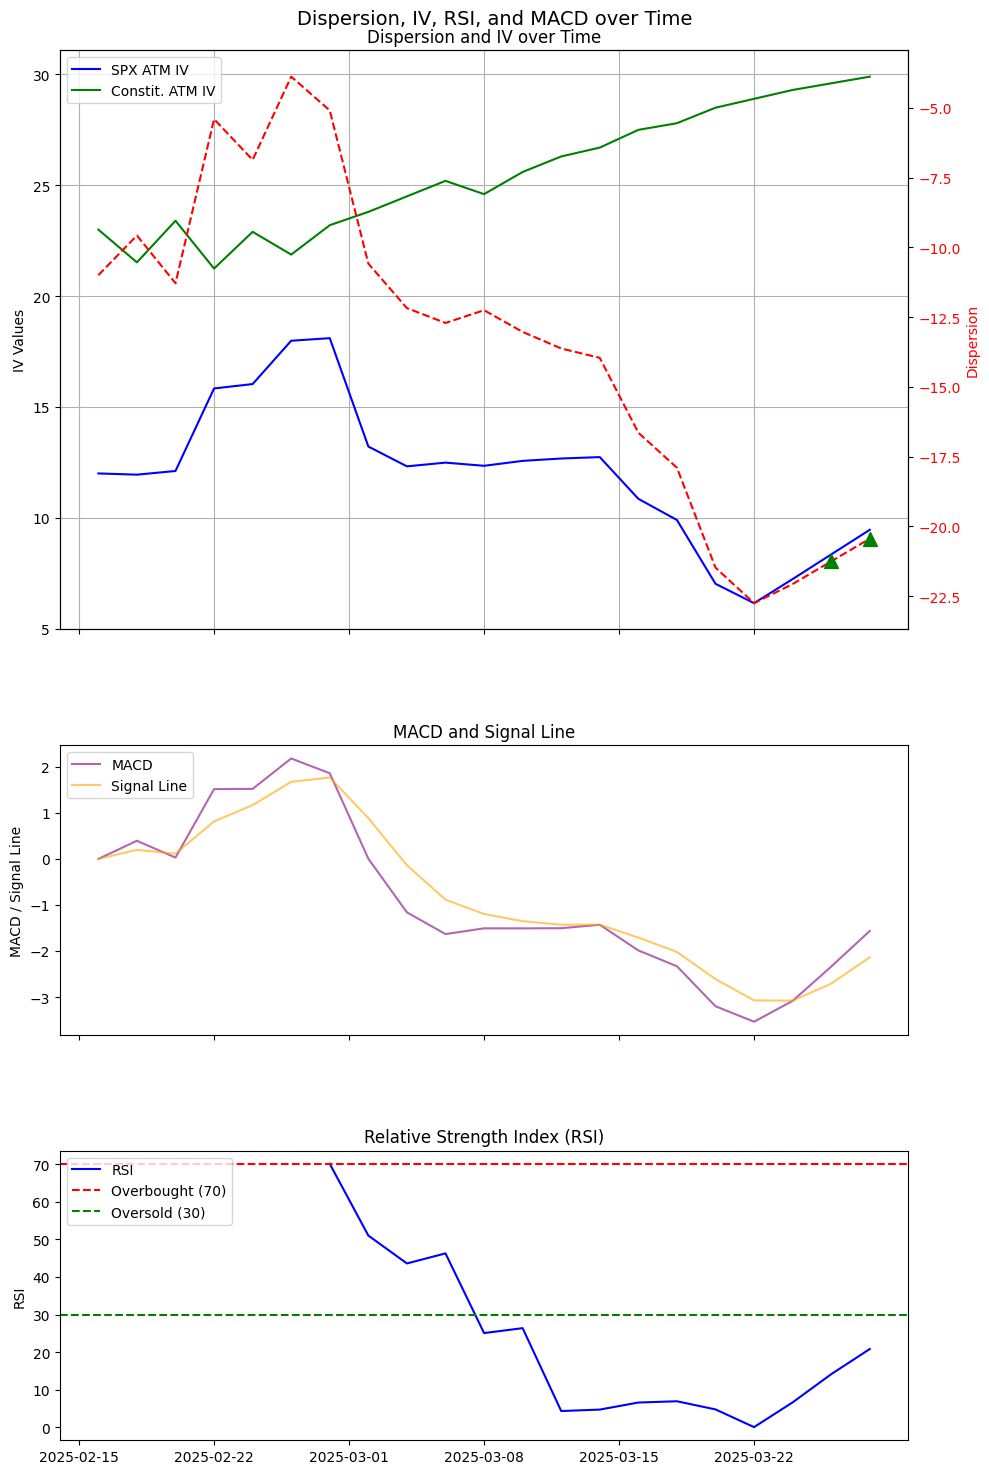 Dispersion, IV, RSI, and MACD over Time
Dispersion and IV over Time
SPX ATM IV
Constit. ATM IV
30
25
20
15
10
5
IV Values
−5.0
−7.5
−10.0
−12.5
−15.0
−17.5
−20.0
−22.5
Dispersion
MACD and Signal Line
MACD
Signal Line
2
1
0
−1
−2
−3
MACD / Signal Line
Relative Strength Index (RSI)
RSI
Overbought (70)
Oversold (30)
70
60
50
40
30
20
10
0
RSI
2025-02-15
2025-02-22
2025-03-01
2025-03-08
2025-03-15
2025-03-22